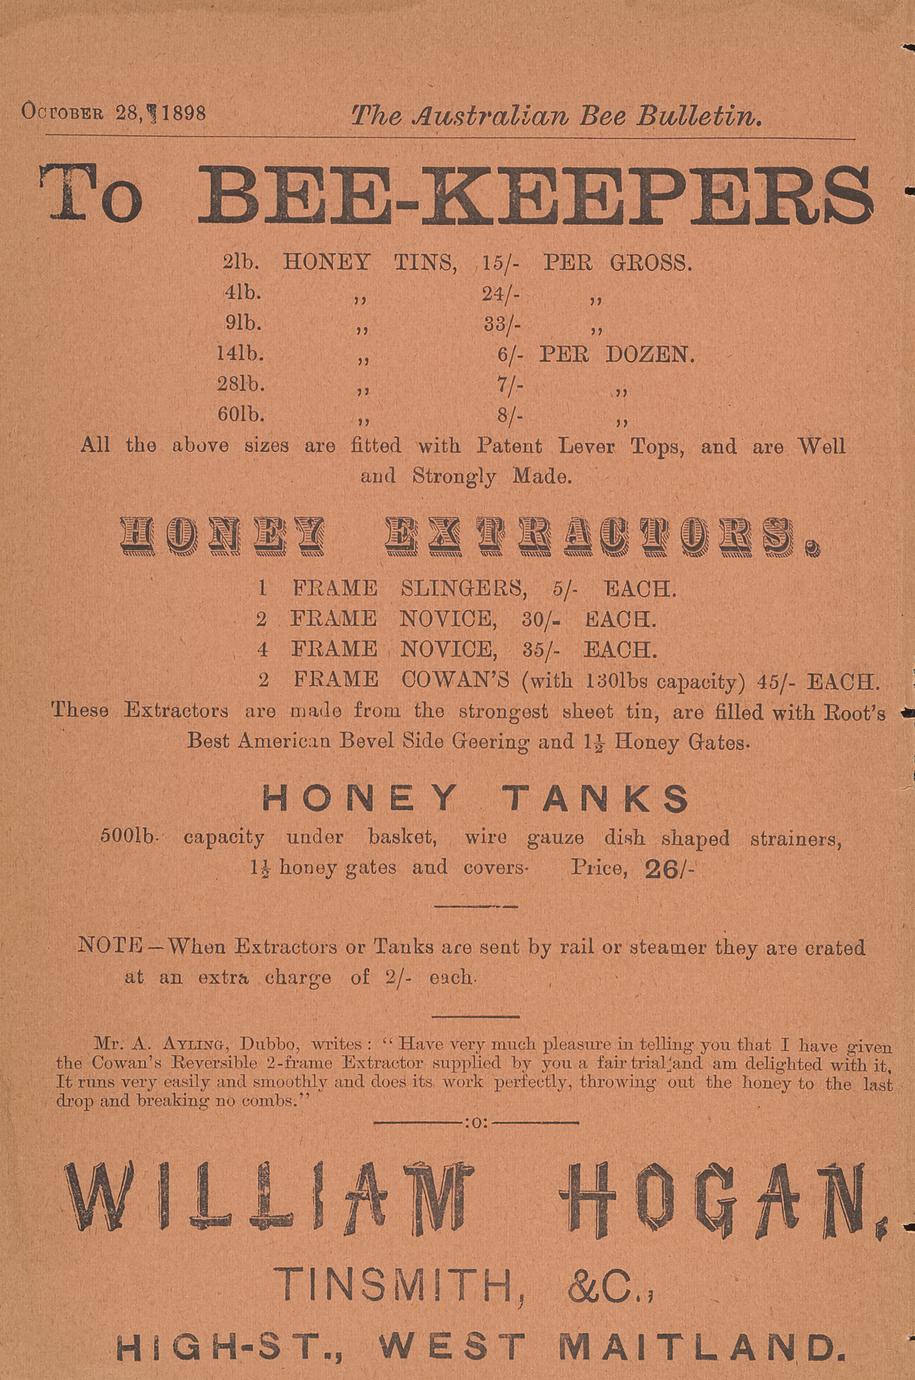 October 28, ¶ 1898 The Australian Bee Bulletin.
To BEE-KEEPERS
2lb. HONEY TINS, 15/- PER GROSS.
4lb. ,, 24/- ,,
9lb. ,, 33/- ,,
14lb. ,, 6/- PER DOZEN.
28lb. ,, 7/- ,,
60lb. ,, 8/- ,,
All the above sizes are fitted with Patent Lever Tops, and are Well
and Strongly Made.
HONEY EXTRACTORS.
1 FRAME SLINGERS, 5/- EACH.
2 FRAME NOVICE, 30/- EACH.
4 FRAME NOVICE, 35/- EACH.
2 FRAME COWAN'S (with 130lbs capacity) 45/- EACH.
These Extractors are made from the strongest sheet tin, are filled with Root's
Best American Bevel Side Geering and 1½ Honey Gates.
HONEY TANKS
500lb. capacity under basket, wire gauze dish shaped strainers,
1½ honey gates and covers. Price, 26/-
NOTE—When Extractors or Tanks are sent by rail or steamer they are crated
at an extra charge of 2/- each.
Mr. A. Ayling, Dubbo, writes : "Have very much pleasure in telling you that I have given
the Cowan's Reversible 2-frame Extractor supplied by you a fair trial and am delighted with it,
It runs very easily and smoothly and does its work perfectly, throwing out the honey to the last
drop and breaking no combs."
:o:
WILLIAM HOGAN,
TINSMITH, &C.,
HIGH-ST., WEST MAITLAND.